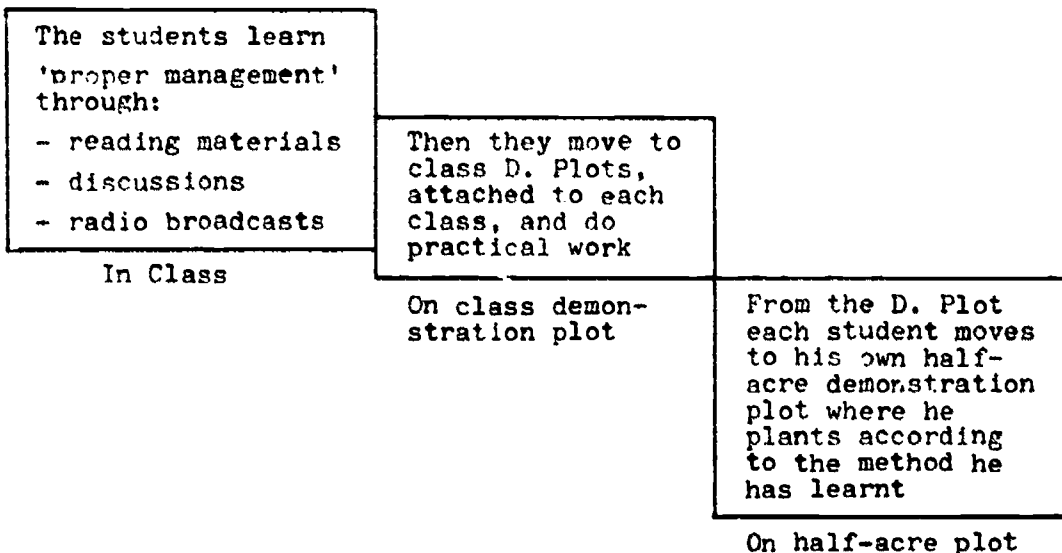 The students learn
'proper management'
through:
- reading materials
- discussions
- radio broadcasts
In Class
Then they move to
class D. Plots,
attached to each
class, and do
practical work
On class demon-
stration plot
From the D. Plot
each student moves
to his own half-
acre demonstration
plot where he
plants according
to the method he
has learnt
On half-acre plot